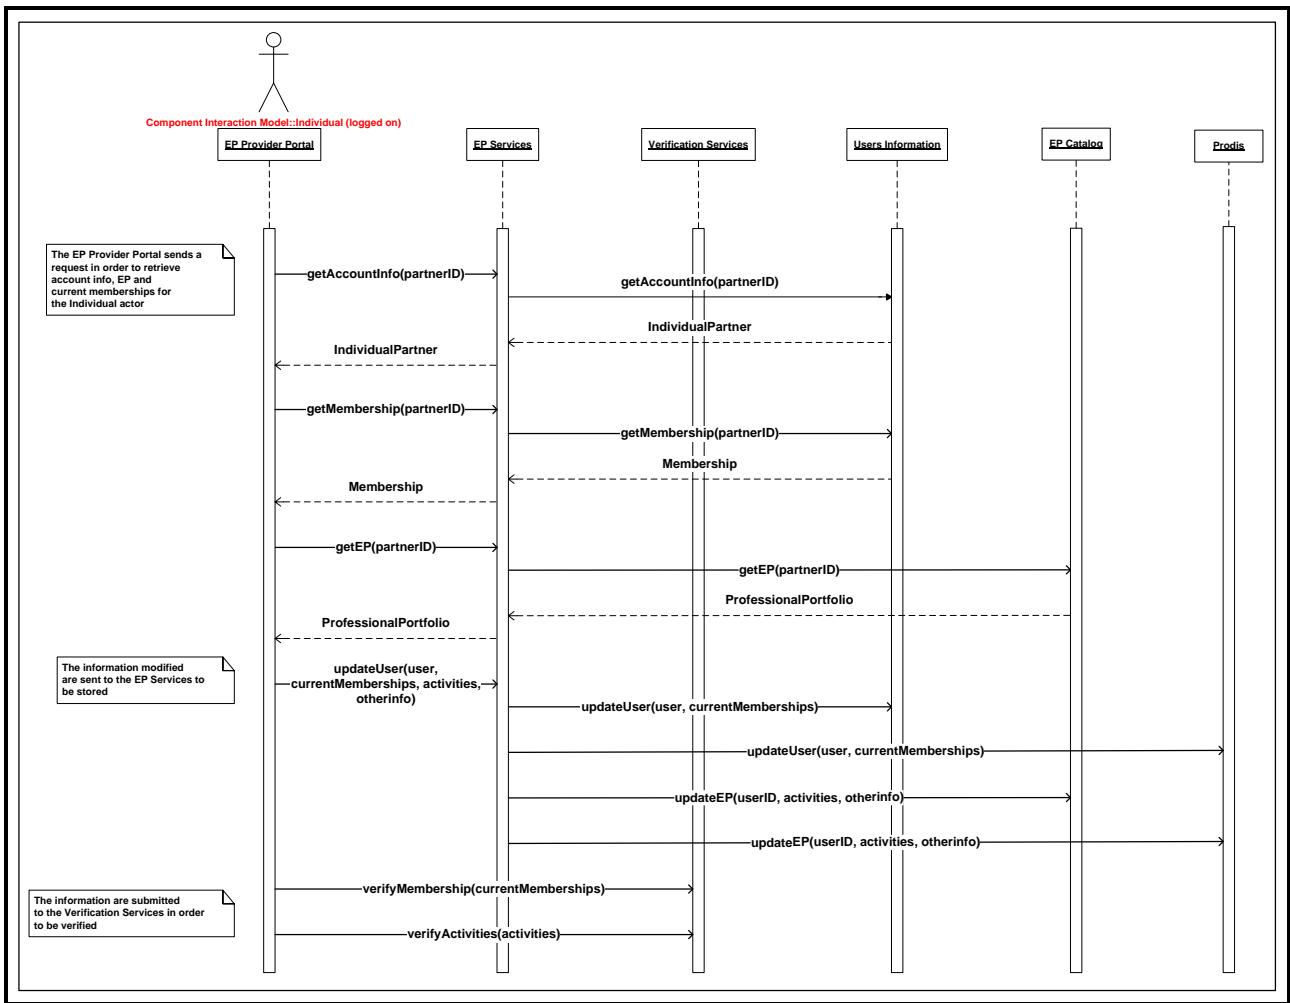 Component Interaction Model::Individual (logged on)
EP Provider Portal
EP Services
Verification Services
Users Information
EP Catalog
Prodis
The EP Provider Portal sends a
request in order to retrieve
account info, EP and
current memberships for
the Individual actor
getAccountInfo(partnerID)
getAccountInfo(partnerID)
IndividualPartner
IndividualPartner
getMembership(partnerID)
getMembership(partnerID)
Membership
Membership
getEP(partnerID)
getEP(partnerID)
ProfessionalPortfolio
ProfessionalPortfolio
The information modified
are sent to the EP Services to
be stored
updateUser(user,
currentMemberships, activities,
otherinfo)
updateUser(user, currentMemberships)
updateUser(user, currentMemberships)
updateEP(userID, activities, otherinfo)
updateEP(userID, activities, otherinfo)
The information are submitted
to the Verification Services in order
to be verified
verifyMembership(currentMemberships)
verifyActivities(activities)